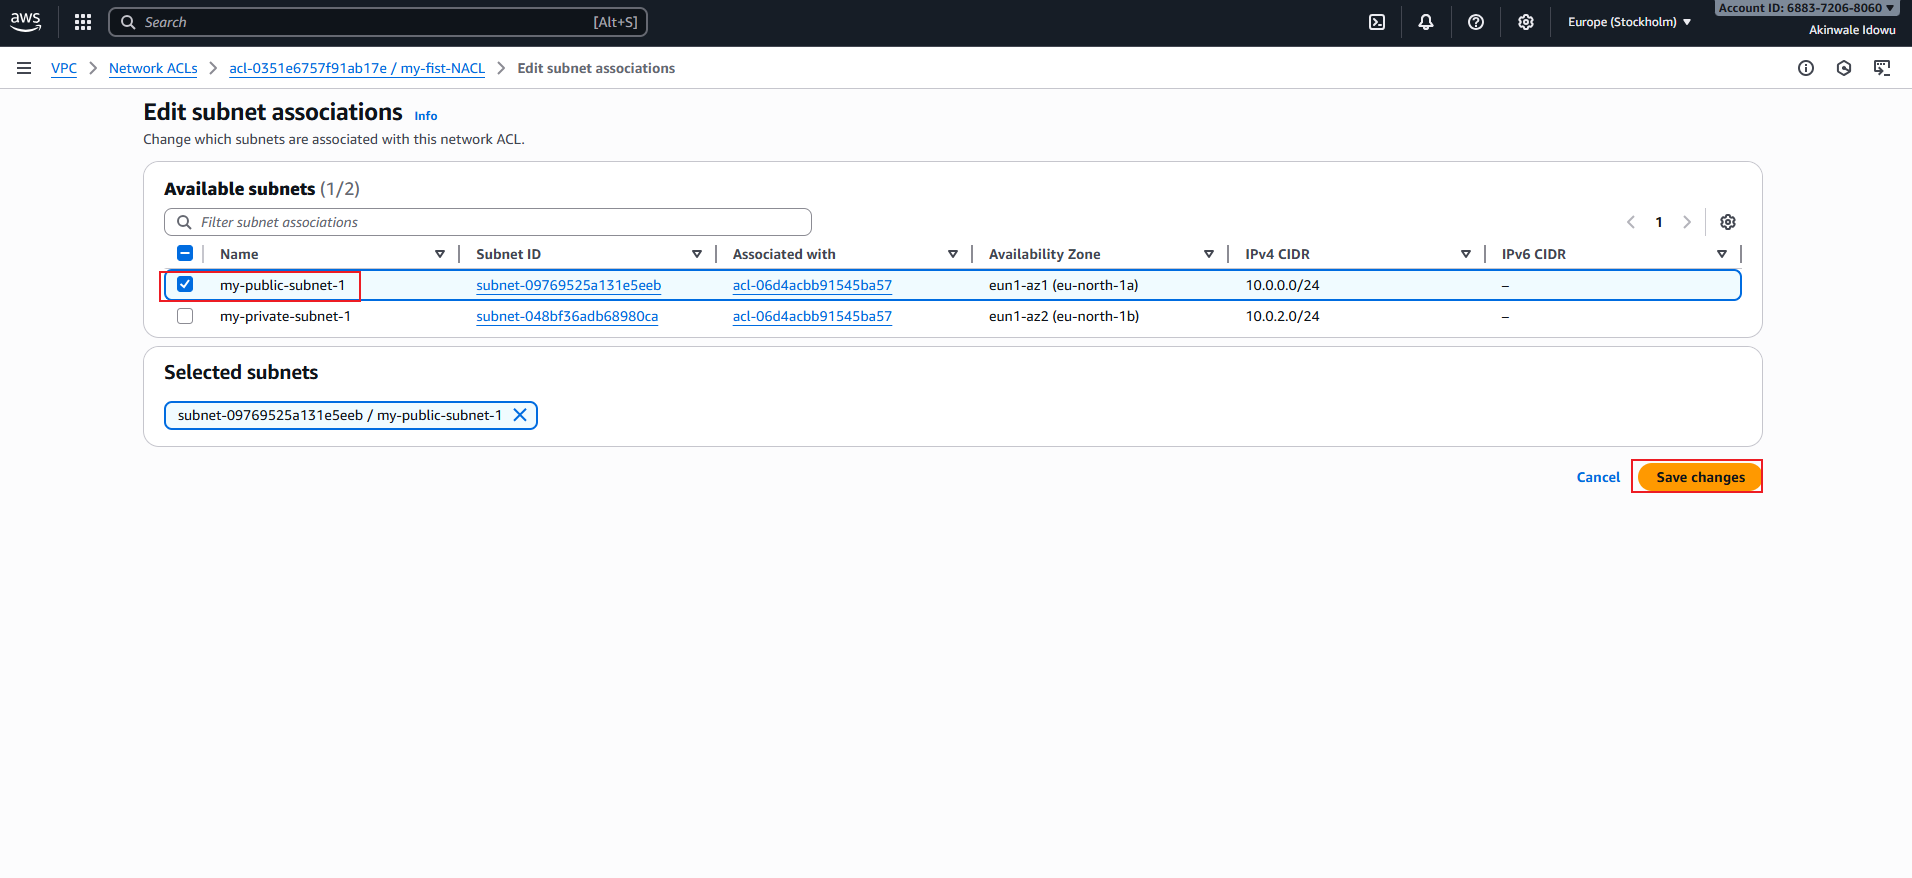 aws Search [Alt+S] Europe (Stockholm) Account ID: 6883-7206-8060
Akinwale Idowu
VPC Network ACLs acl-0351e6757f91ab17e / my-fist-NACL Edit subnet associations
Edit subnet associations Info
Change which subnets are associated with this network ACL.
Available subnets (1/2)
Filter subnet associations 1
Name Subnet ID Associated with Availability Zone IPv4 CIDR IPv6 CIDR
my-public-subnet-1 subnet-09769525a131e5eeb acl-06d4acbb91545ba57 eun1-az1 (eu-north-1a) 10.0.0.0/24 –
my-private-subnet-1 subnet-048bf36adb68980ca acl-06d4acbb91545ba57 eun1-az2 (eu-north-1b) 10.0.2.0/24 –
Selected subnets
subnet-09769525a131e5eeb / my-public-subnet-1
Cancel Save changes